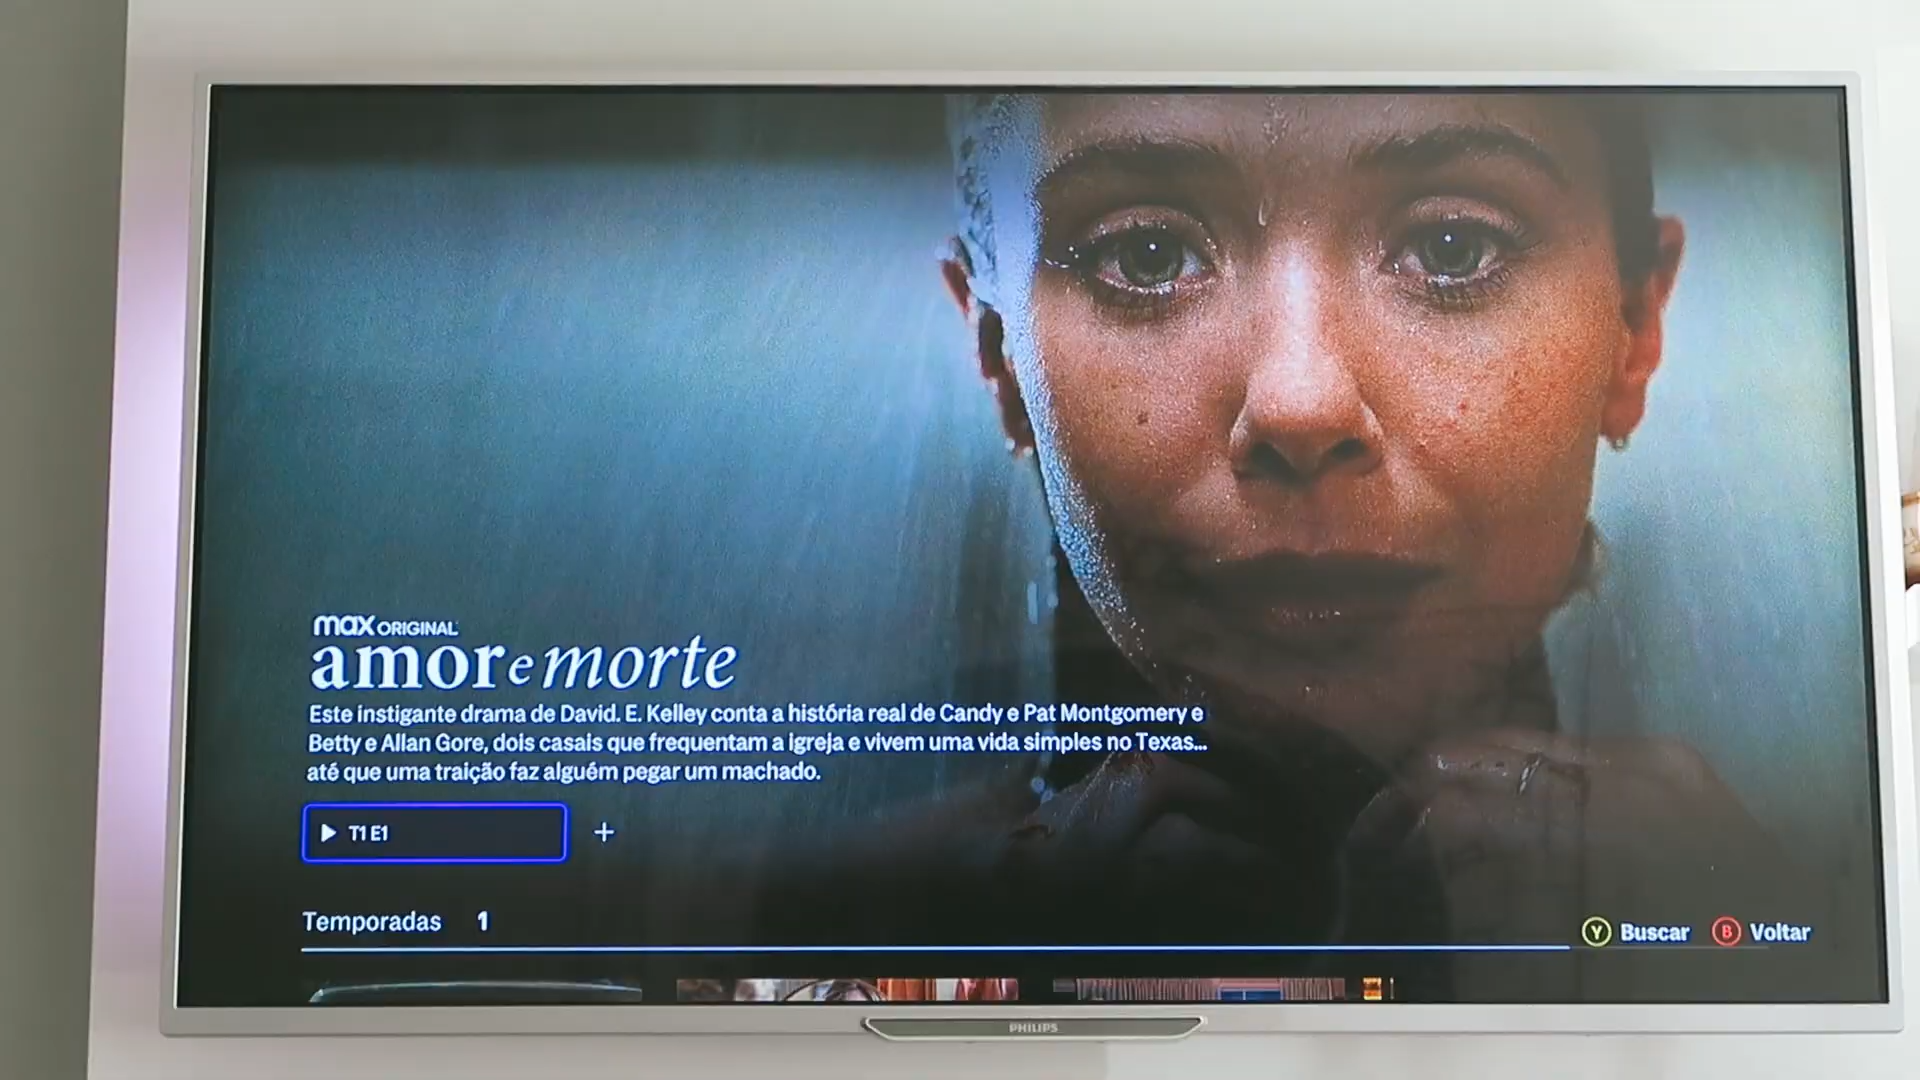 max ORIGINAL
amor e morte
Este instigante drama de David. E. Kelley conta a história real de Candy e Pat Montgomery e
Betty e Allan Gore, dois casais que frequentam a igreja e vivem uma vida simples no Texas...
até que uma traição faz alguém pegar um machado.
T1 E1
+
Temporadas 1
Y Buscar B Voltar
PHILIPS